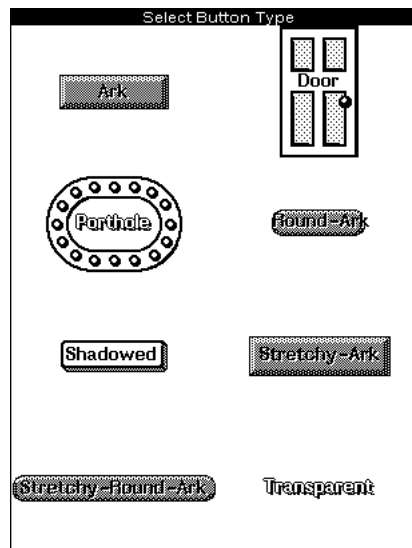 Select Button Type
Ark
Door
Porthole
Round-Ark
Shadowed
Stretchy-Ark
Stretchy-Round-Ark
Transparent